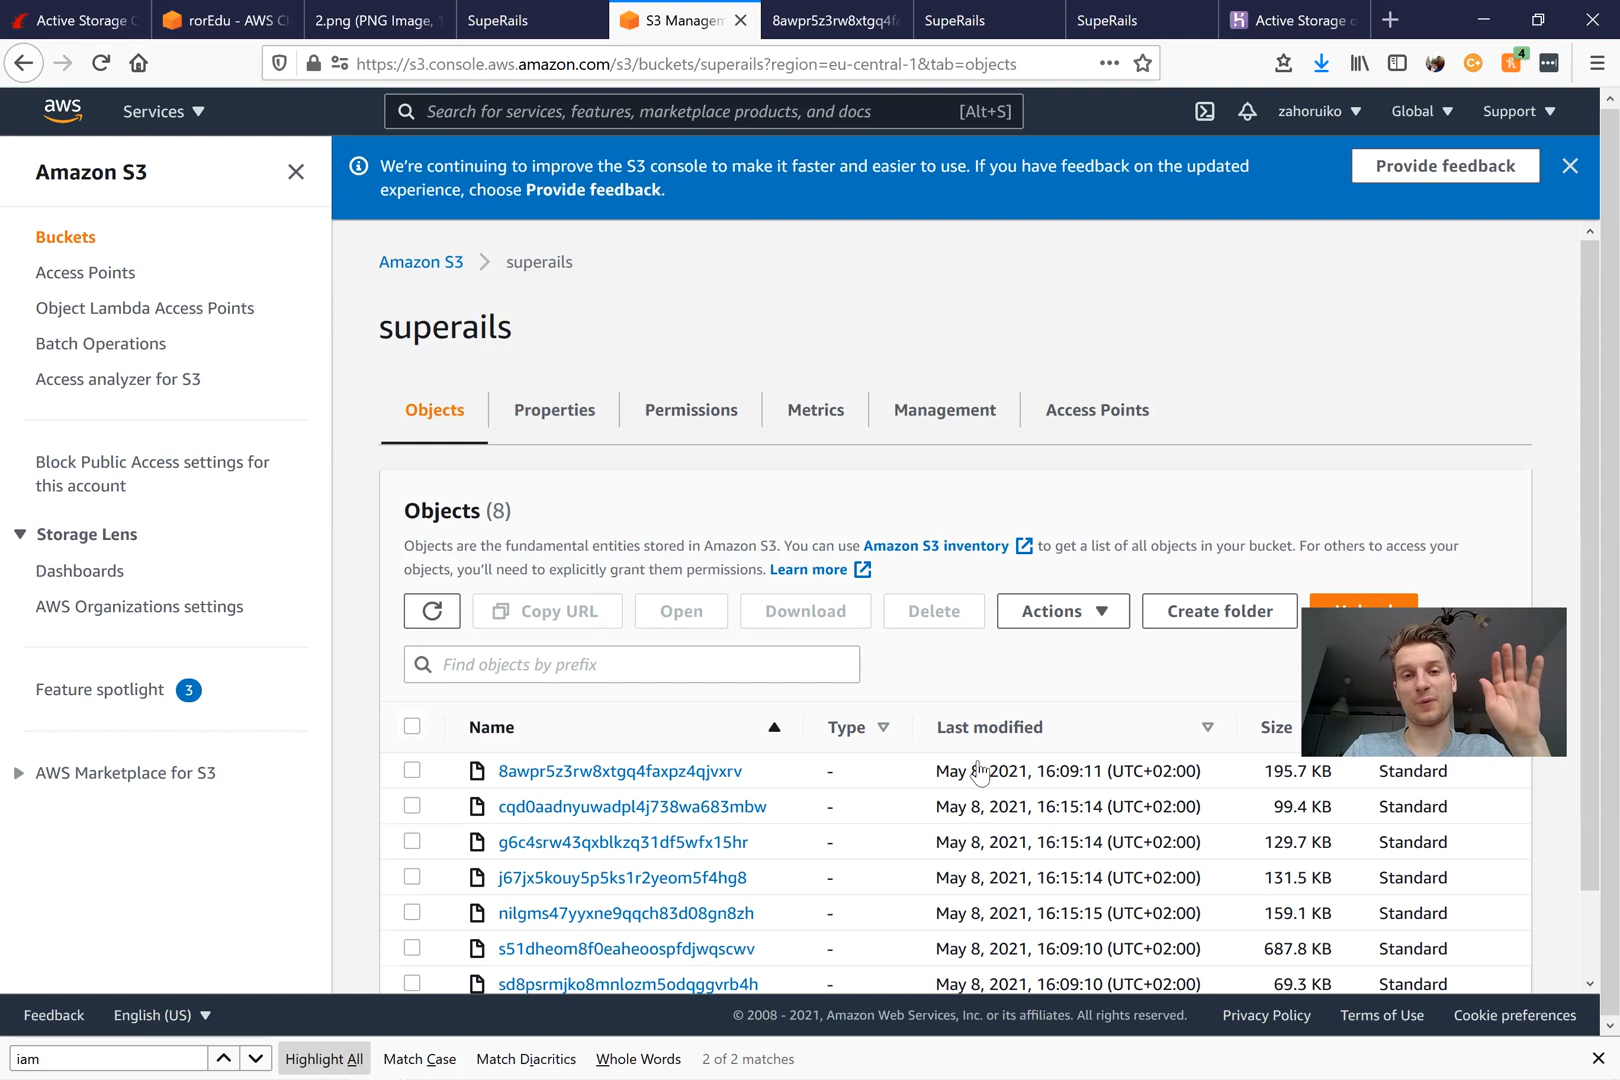 Active Storage
rorEdu - AWS Cl
2.png (PNG Image,
SupeRails
S3 Managem
8awpr5z3rw8xtgq4fa
SupeRails
SupeRails
Active Storage o
https://s3.console.aws.amazon.com/s3/buckets/superails?region=eu-central-1&tab=objects
4
aws
Services
Search for services, features, marketplace products, and docs
[Alt+S]
zahoruiko
Global
Support
Amazon S3
We're continuing to improve the S3 console to make it faster and easier to use. If you have feedback on the updated
experience, choose Provide feedback.
Provide feedback
Buckets
Access Points
Object Lambda Access Points
Batch Operations
Access analyzer for S3
Block Public Access settings for
this account
Storage Lens
Dashboards
AWS Organizations settings
Feature spotlight 3
AWS Marketplace for S3
Amazon S3 superails
superails
Objects
Properties
Permissions
Metrics
Management
Access Points
Objects (8)
Objects are the fundamental entities stored in Amazon S3. You can use Amazon S3 inventory to get a list of all objects in your bucket. For others to access your
objects, you'll need to explicitly grant them permissions. Learn more
Copy URL
Open
Download
Delete
Actions
Create folder
Find objects by prefix
Name Type Last modified Size
8awpr5z3rw8xtgq4faxpz4qjvxrv - May 8, 2021, 16:09:11 (UTC+02:00) 195.7 KB Standard
cqd0aadnyuwadpl4j738wa683mbw - May 8, 2021, 16:15:14 (UTC+02:00) 99.4 KB Standard
g6c4srw43qxblkzq31df5wfx15hr - May 8, 2021, 16:15:14 (UTC+02:00) 129.7 KB Standard
j67jx5kouy5p5ks1r2yeom5f4hg8 - May 8, 2021, 16:15:14 (UTC+02:00) 131.5 KB Standard
nilgms47yyxne9qqch83d08gn8zh - May 8, 2021, 16:15:15 (UTC+02:00) 159.1 KB Standard
s51dheom8f0eaheoospfdjwqscwv - May 8, 2021, 16:09:10 (UTC+02:00) 687.8 KB Standard
sd8psrmjko8mnlozm5odqggvrb4h - May 8, 2021, 16:09:10 (UTC+02:00) 69.3 KB Standard
Feedback
English (US)
© 2008 - 2021, Amazon Web Services, Inc. or its affiliates. All rights reserved.
Privacy Policy
Terms of Use
Cookie preferences
iam
Highlight All
Match Case
Match Diacritics
Whole Words
2 of 2 matches